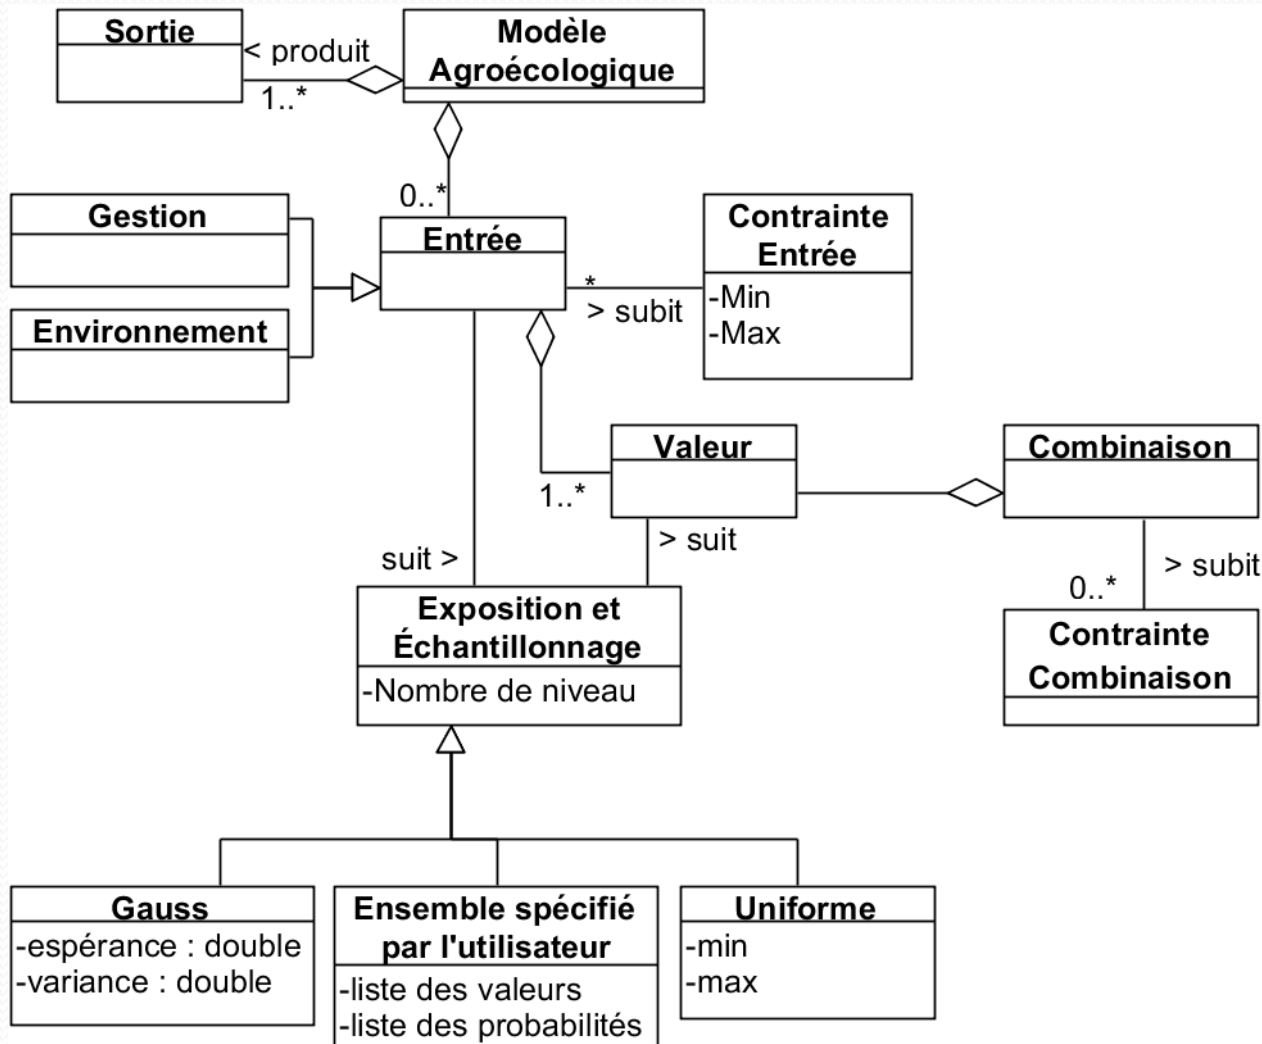 Sortie
< produit
1..*
Modèle
Agroécologique
0..*
Gestion
Environnement
Entrée
*
> subit
Contrainte
Entrée
-Min
-Max
Valeur
1..*
> suit
suit >
Combinaison
> subit
0..*
Contrainte
Combinaison
Exposition et
Échantillonnage
-Nombre de niveau
Gauss
-espérance : double
-variance : double
Ensemble spécifié
par l'utilisateur
-liste des valeurs
-liste des probabilités
Uniforme
-min
-max